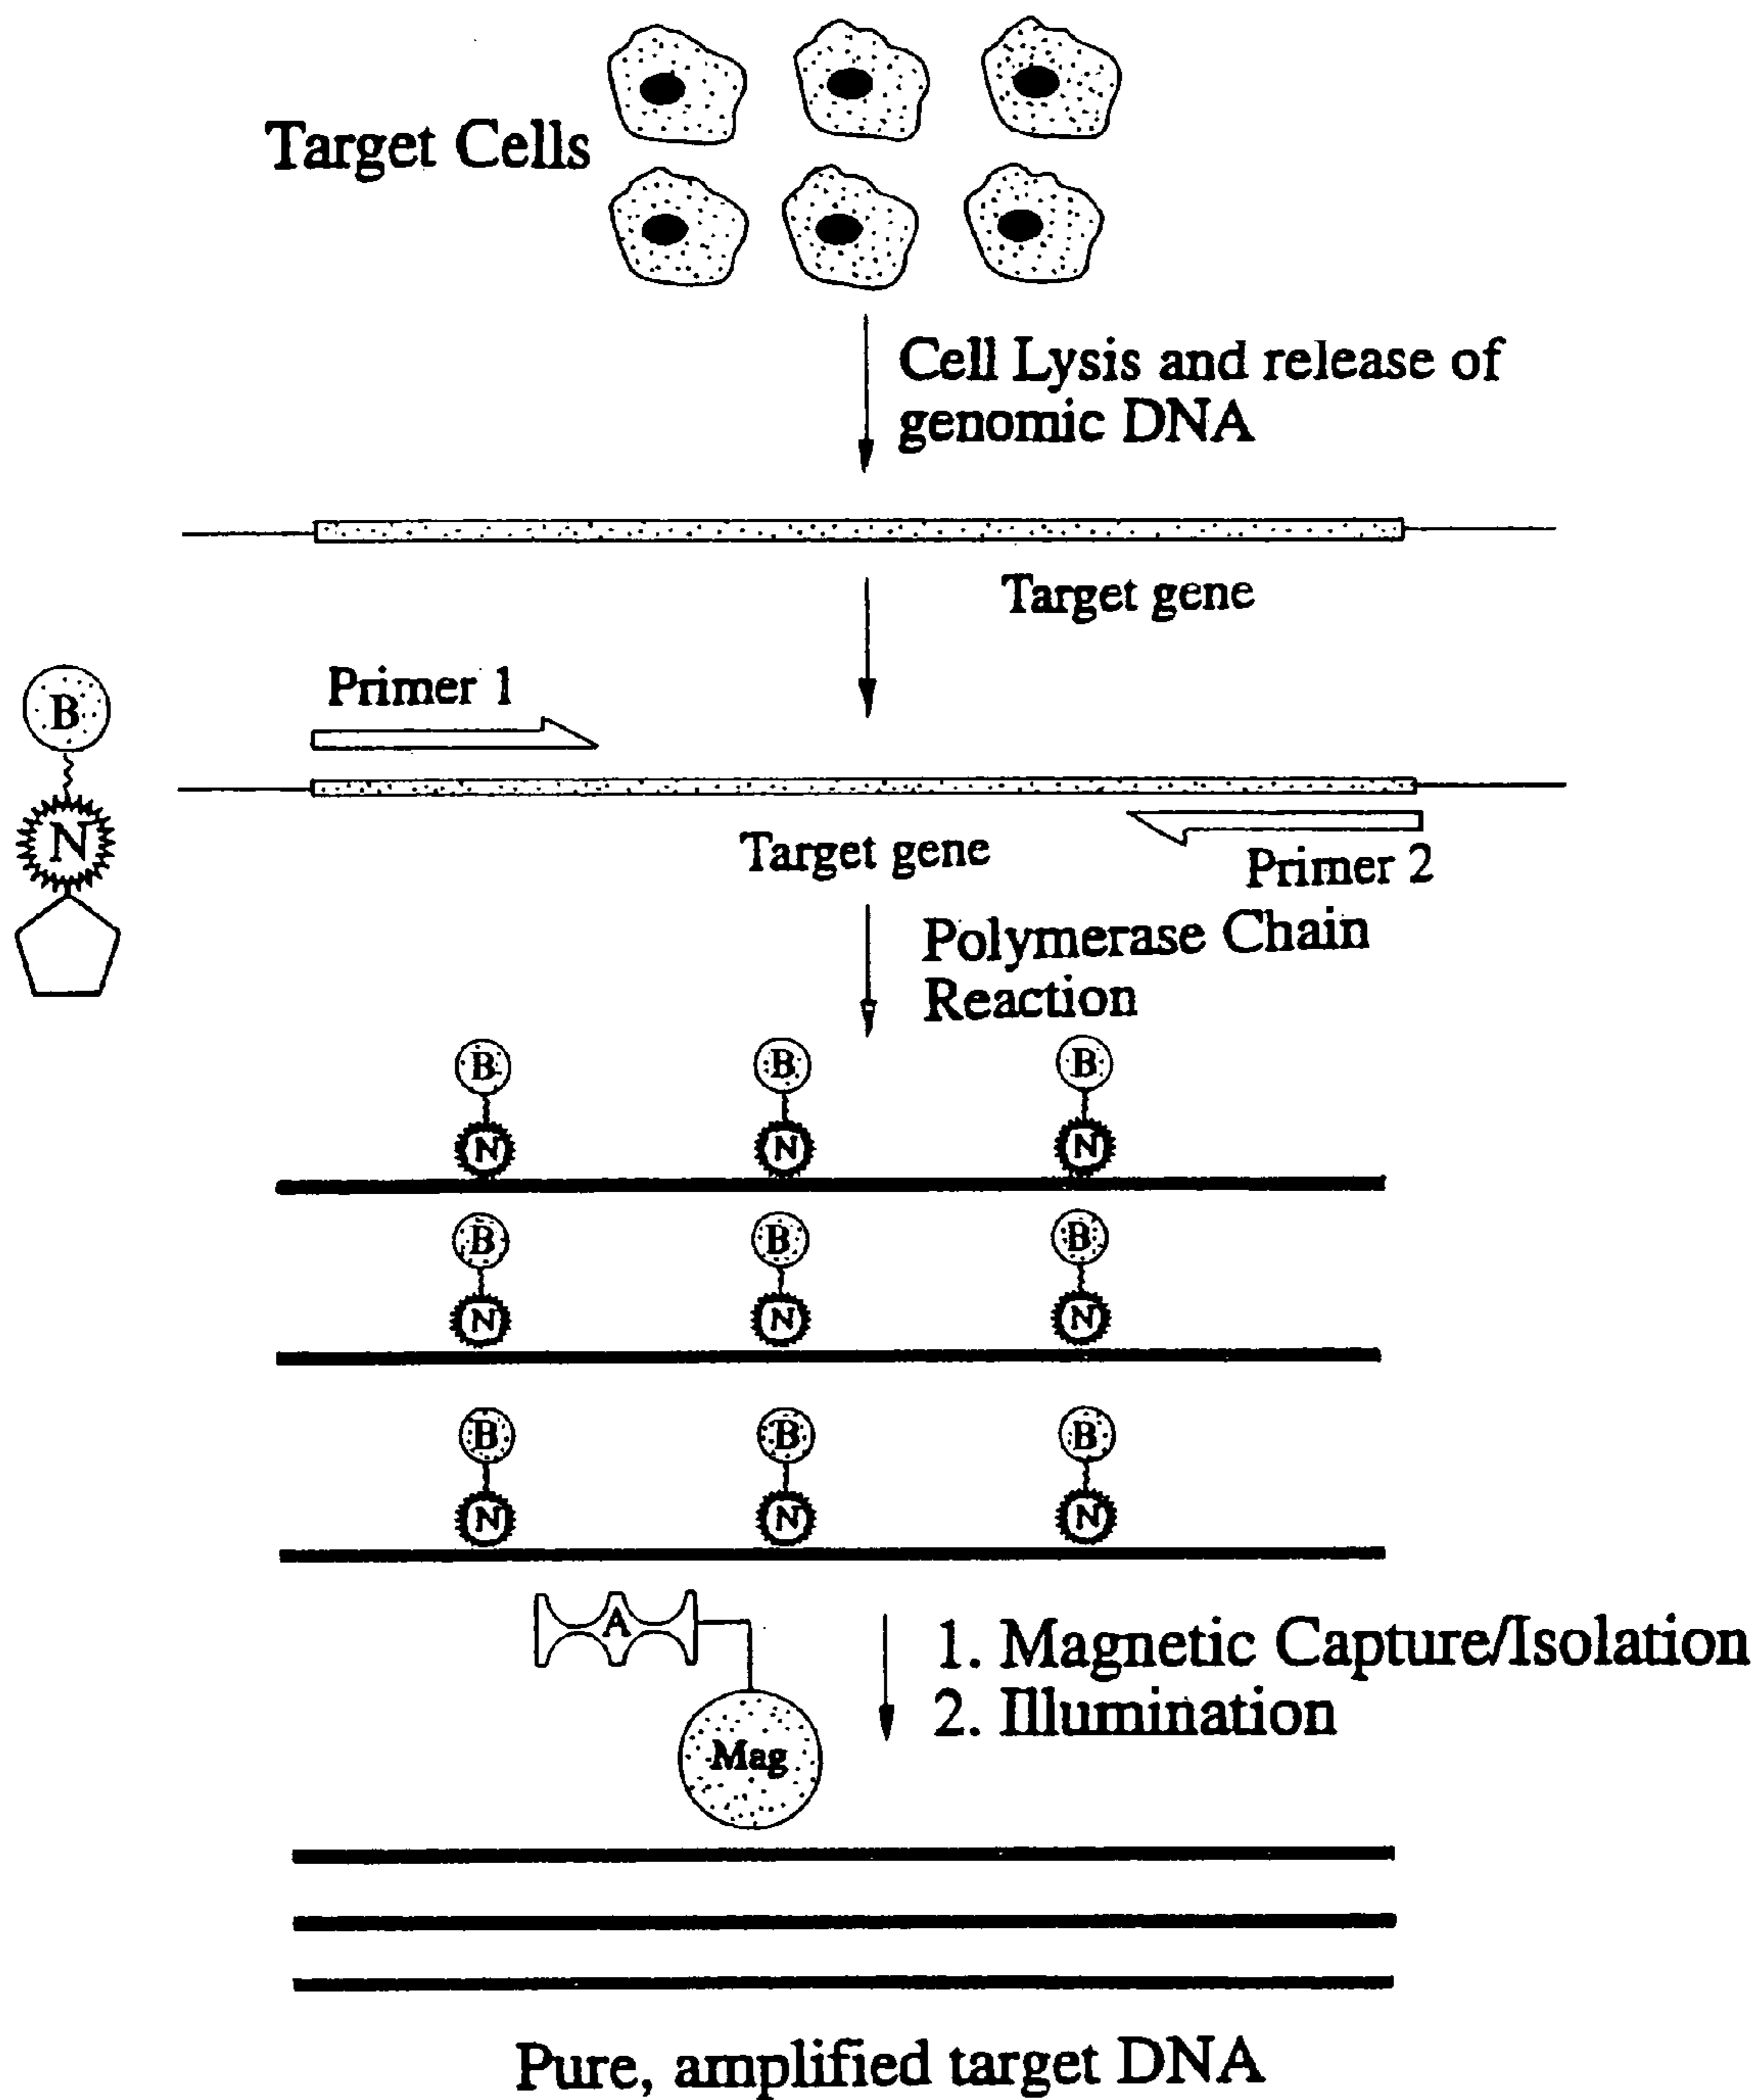 Target Cells
Cell Lysis and release of
genomic DNA
Target gene
Primer 1
B
N
Target gene
Primer 2
Polymerase Chain
Reaction
B B B
N N N
B B B
N N N
B B B
N N N
A
1. Magnetic Capture/Isolation
2. Illumination
Mag
Pure, amplified target DNA